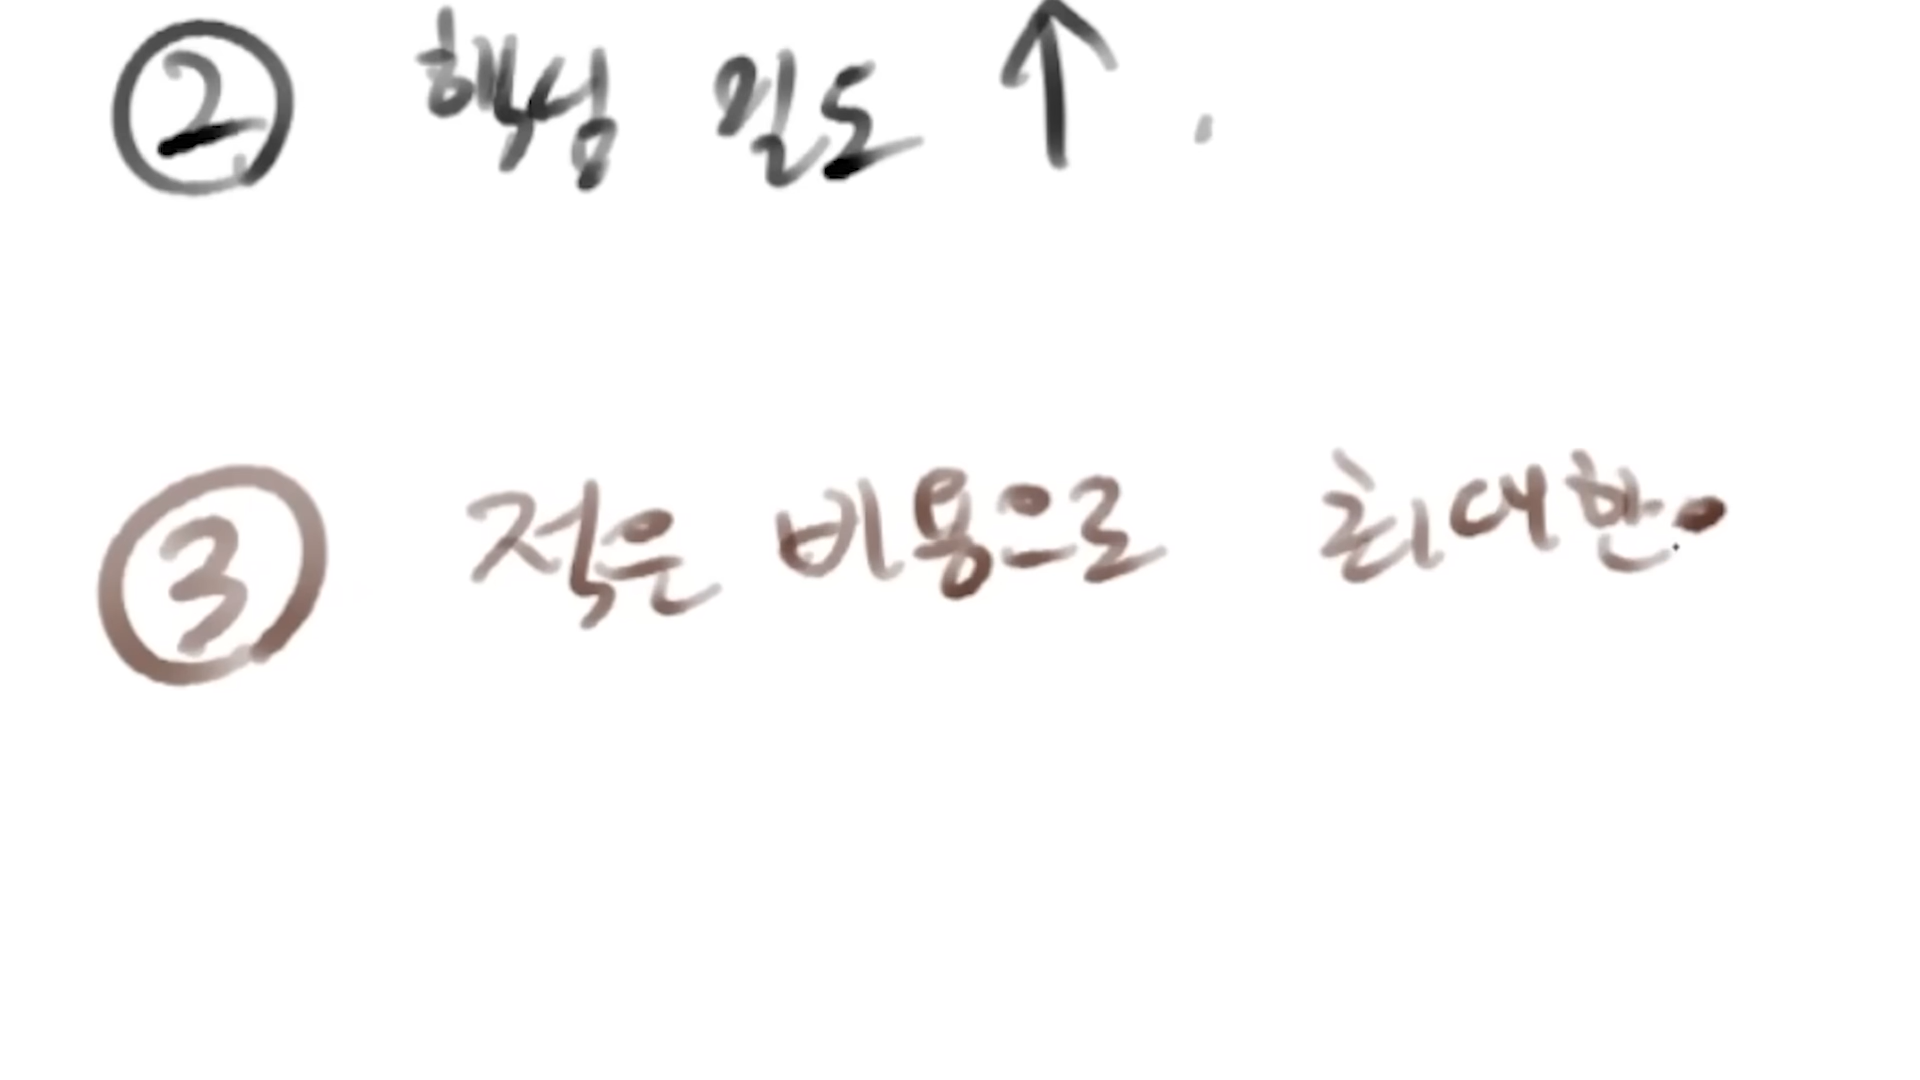 ② 핵심 밀도 ↑.
③ 적은 비용으로 최대한